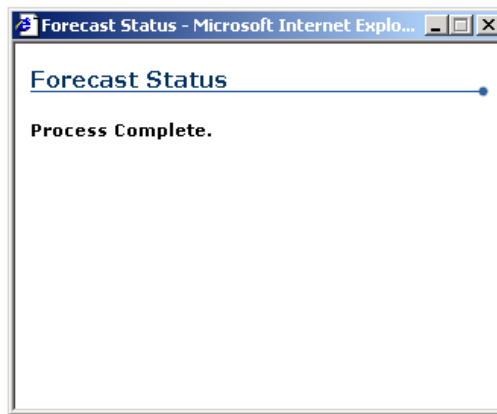 Forecast Status - Microsoft Internet Explo...
Forecast Status
Process Complete.